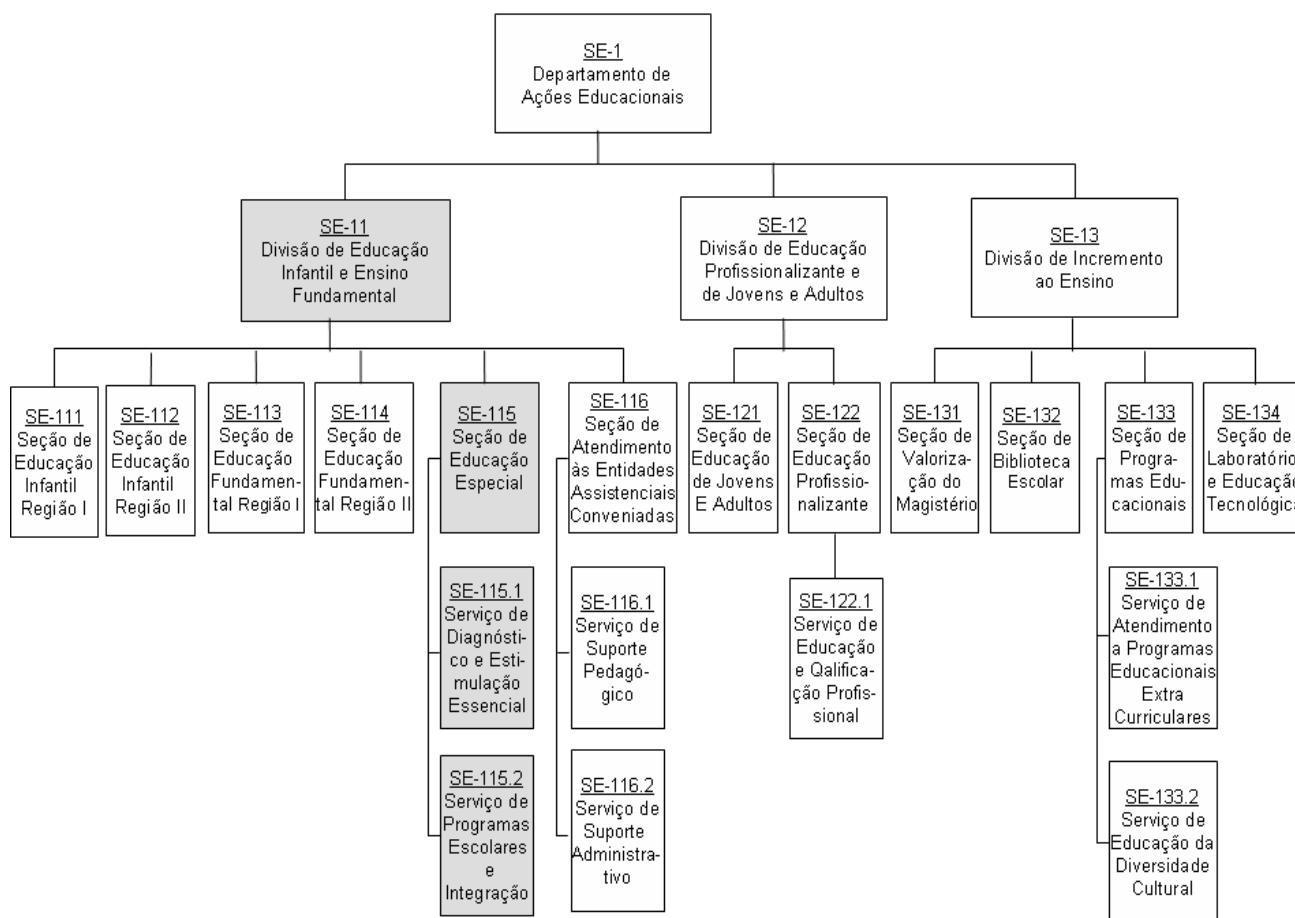 SE-1
Departamento de
Ações Educacionais
SE-11
Divisão de Educação
Infantil e Ensino
Fundamental
SE-12
Divisão de Educação
Profissionalizante e
de Jovens e Adultos
SE-13
Divisão de Incremento
ao Ensino
SE-111
Seção de
Educação
Infantil
Região I
SE-112
Seção de
Educação
Infantil
Região II
SE-113
Seção de
Educação
Fundamen-
tal Região I
SE-114
Seção de
Educação
Fundamen-
tal Região II
SE-115
Seção de
Educação
Especial
SE-116
Seção de
Atendimento
às Entidades
Assistenciais
Conveniadas
SE-121
Seção de
Educação
de Jovens
E Adultos
SE-122
Seção de
Educação
Profissio-
nalizante
SE-131
Seção de
Valoriza-
ção do
Magistério
SE-132
Seção de
Biblioteca
Escolar
SE-133
Seção de
Progra-
mas Edu-
cacionais
SE-134
Seção de
Laboratório
e Educação
Tecnológica
SE-115.1
Serviço de
Diagnósti-
co e Esti-
mulação
Essencial
SE-116.1
Serviço de
Suporte
Pedagó-
gico
SE-122.1
Serviço de
Educação
e Qalifica-
ção Profis-
sional
SE-133.1
Serviço de
Atendimento
a Programas
Educacionais
Extra
Curriculares
SE-115.2
Serviço de
Programas
Escolares
e
Integração
SE-116.2
Serviço de
Suporte
Administra-
tivo
SE-133.2
Serviço de
Educação da
Diversidade
Cultural